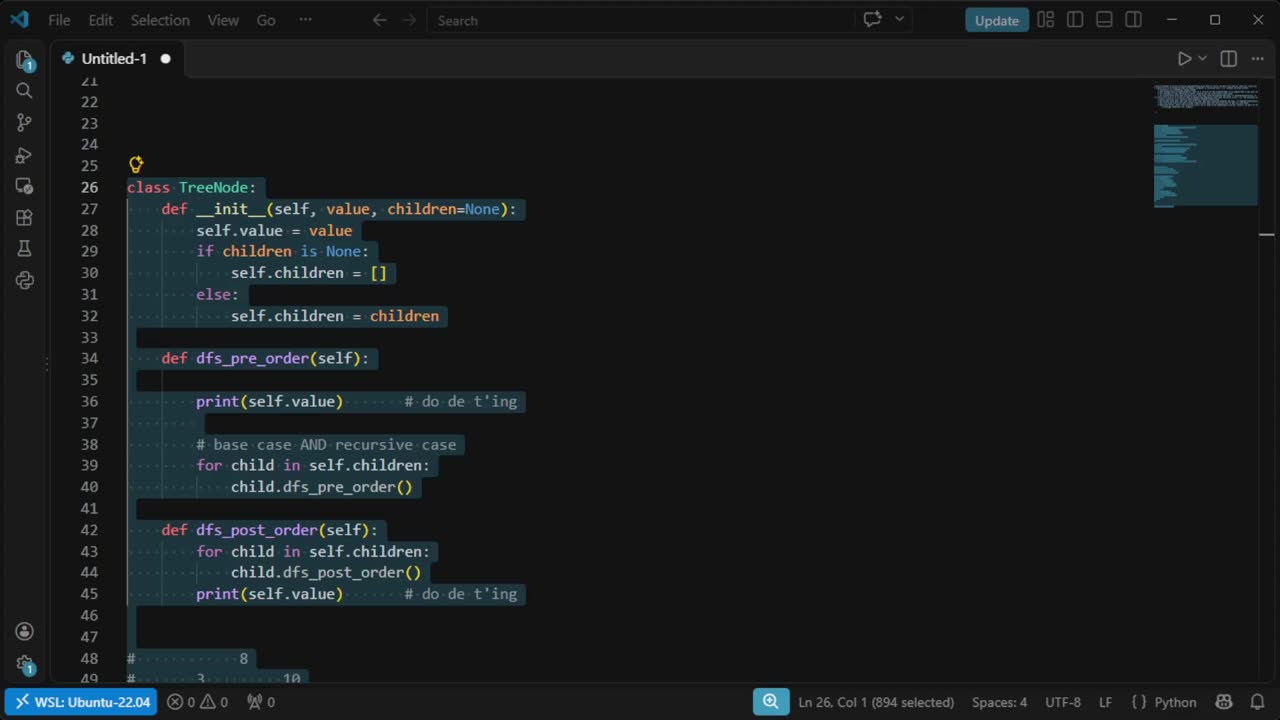 File Edit Selection View Go ··· Search Update
Untitled-1
21
22
23
24
25
26 class TreeNode:
27 def __init__(self, value, children=None):
28 self.value = value
29 if children is None:
30 self.children = []
31 else:
32 self.children = children
33
34 def dfs_pre_order(self):
35
36 print(self.value) # do de t'ing
37
38 # base case AND recursive case
39 for child in self.children:
40 child.dfs_pre_order()
41
42 def dfs_post_order(self):
43 for child in self.children:
44 child.dfs_post_order()
45 print(self.value) # do de t'ing
46
47
48 # 8
49 # 3 10
1
1
WSL: Ubuntu-22.04 0 0 0 Ln 26, Col 1 (894 selected) Spaces: 4 UTF-8 LF { } Python